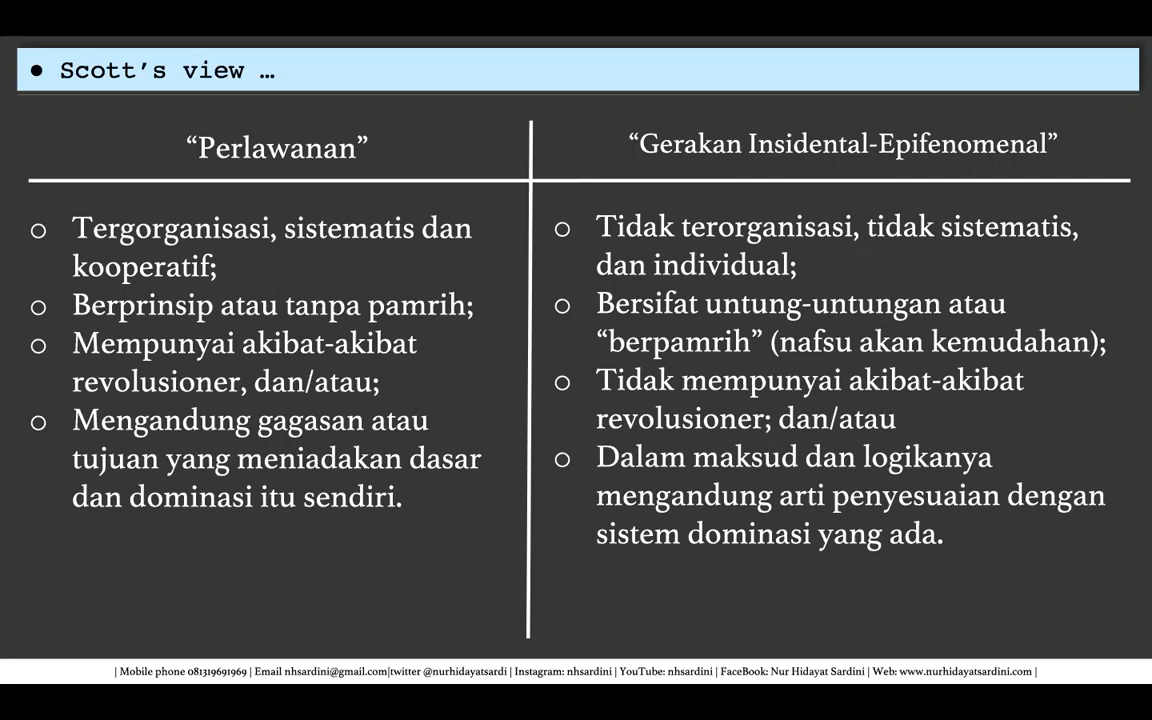 ● Scott’s view …
“Perlawanan”
○ Tergorganisasi, sistematis dan
kooperatif;
○ Berprinsip atau tanpa pamrih;
○ Mempunyai akibat-akibat
revolusioner, dan/atau;
○ Mengandung gagasan atau
tujuan yang meniadakan dasar
dan dominasi itu sendiri.
“Gerakan Insidental-Epifenomenal”
○ Tidak terorganisasi, tidak sistematis,
dan individual;
○ Bersifat untung-untungan atau
“berpamrih” (nafsu akan kemudahan);
○ Tidak mempunyai akibat-akibat
revolusioner; dan/atau
○ Dalam maksud dan logikanya
mengandung arti penyesuaian dengan
sistem dominasi yang ada.
| Mobile phone 081319691969 | Email nhsardini@gmail.com|twitter @nurhidayatsardi | Instagram: nhsardini | YouTube: nhsardini | FaceBook: Nur Hidayat Sardini | Web: www.nurhidayatsardini.com |